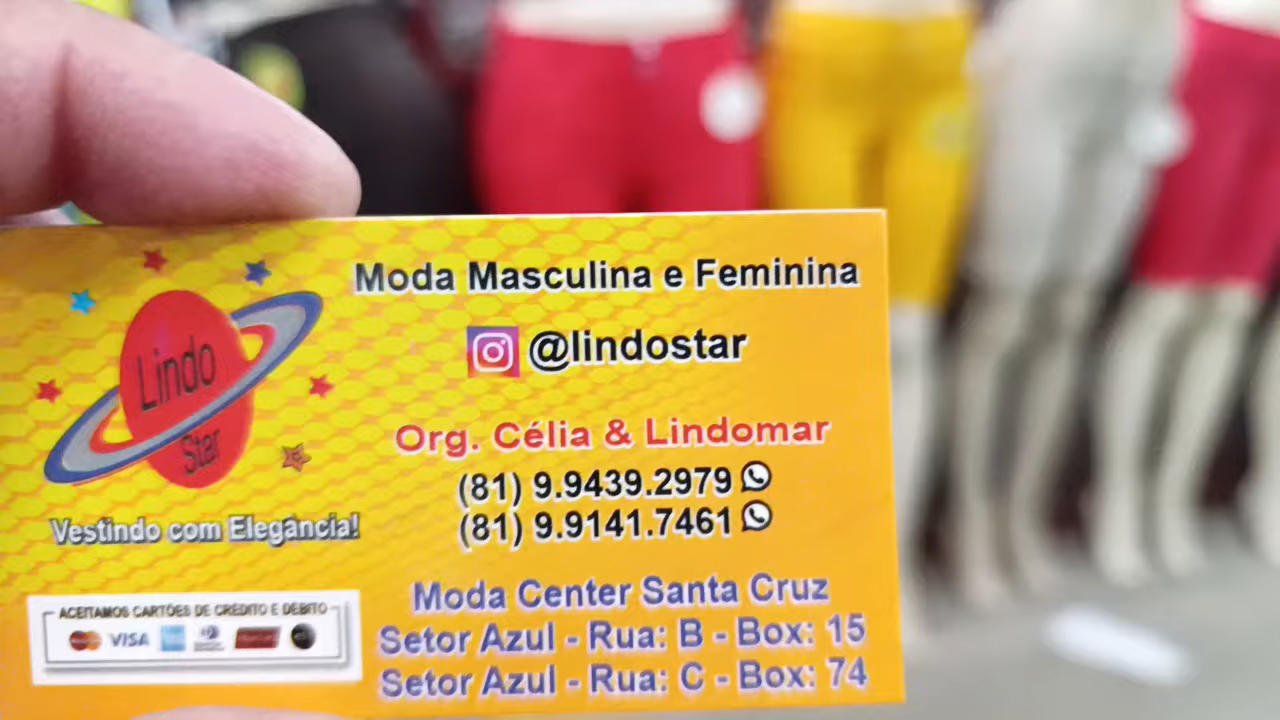 Moda Masculina e Feminina
@lindostar
Lindo
Star
Org. Célia & Lindomar
(81) 9.9439.2979
(81) 9.9141.7461
Vestindo com Elegância!
Moda Center Santa Cruz
Setor Azul - Rua: B - Box: 15
Setor Azul - Rua: C - Box: 74
ACEITAMOS CARTÕES DE CRÉDITO E DÉBITO
VISA